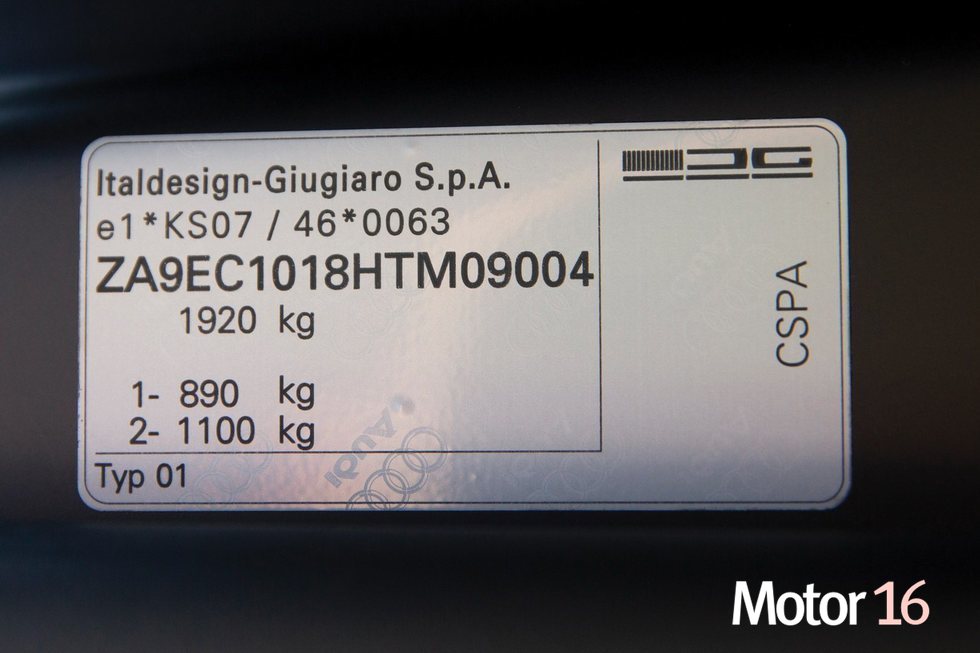 Italdesign-Giugiaro S.p.A.
e1*KS07 / 46*0063
ZA9EC1018HTM09004
1920 kg
1- 890 kg
2- 1100 kg
Typ 01
CSPA
Audi
Motor 16